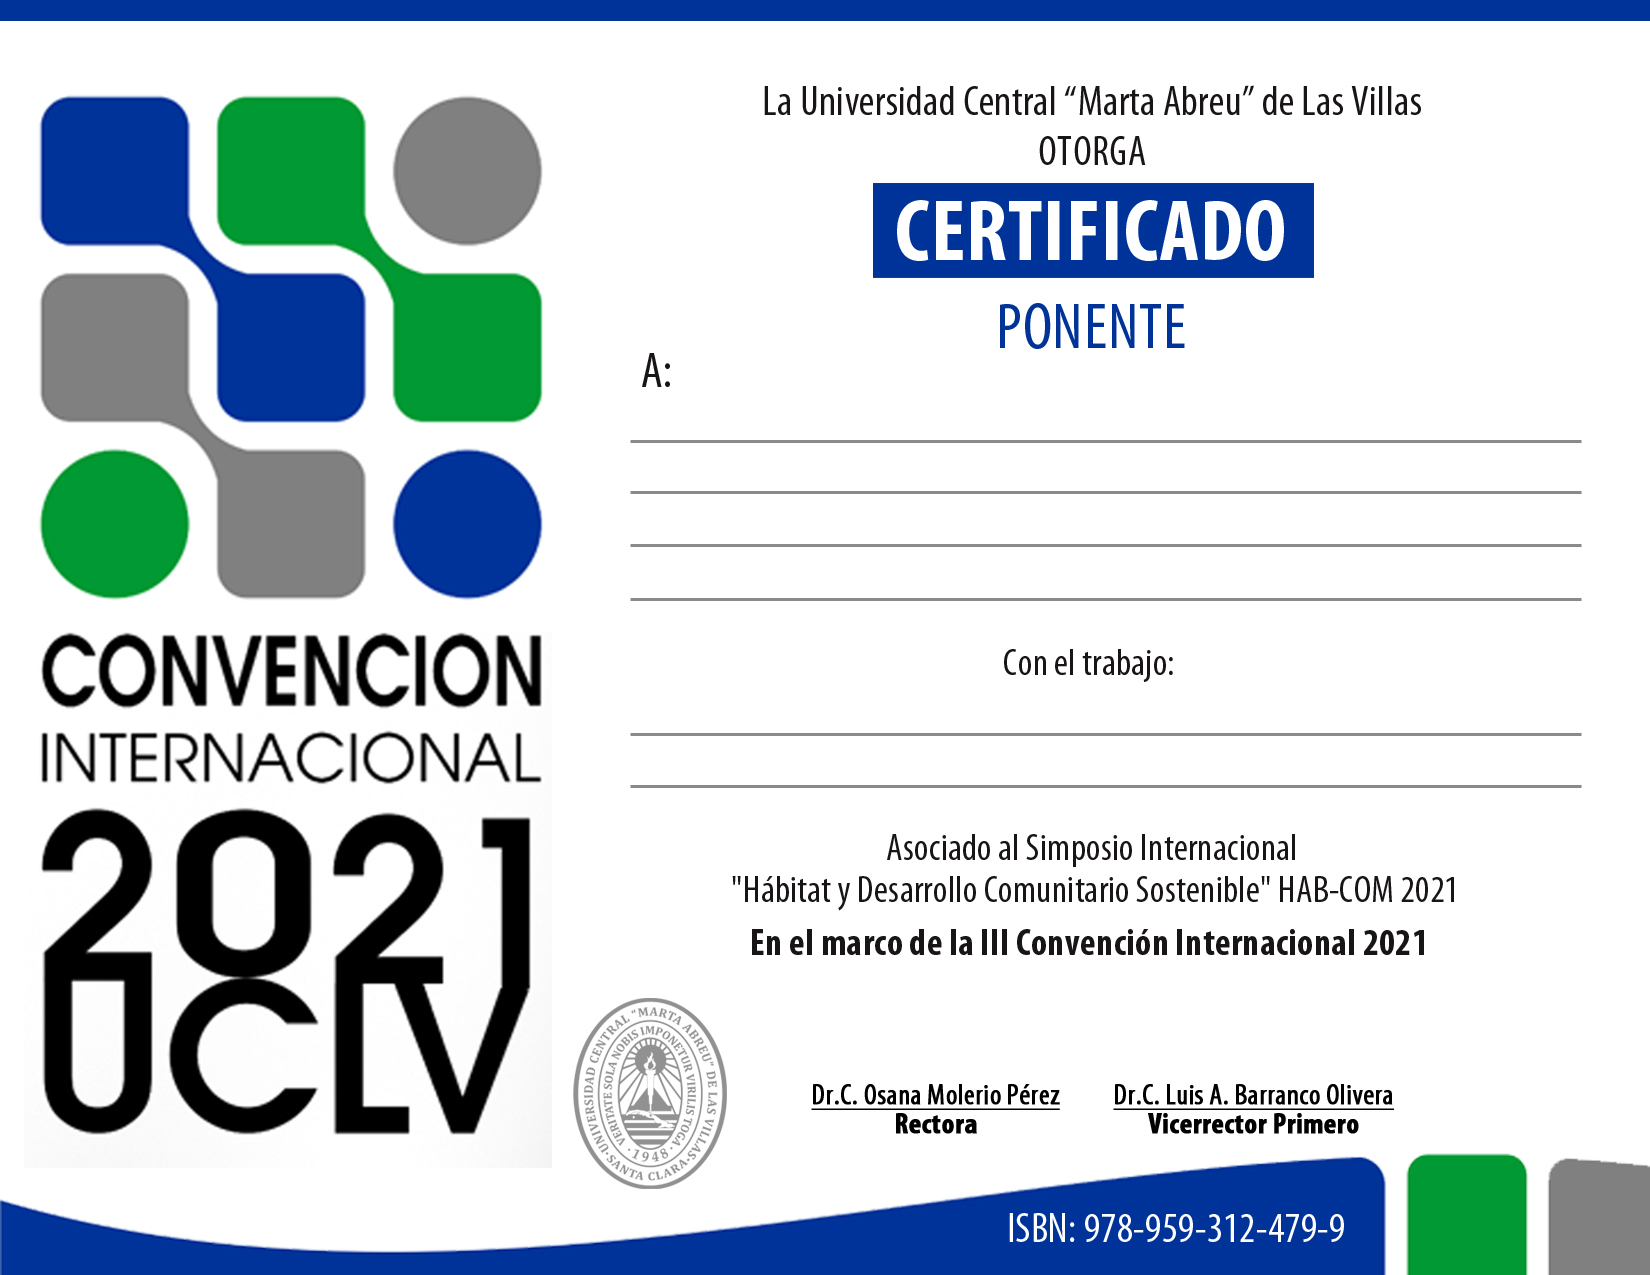 La Universidad Central “Marta Abreu” de Las Villas
OTORGA
CERTIFICADO
PONENTE
A:
Con el trabajo:
Asociado al Simposio Internacional
"Hábitat y Desarrollo Comunitario Sostenible" HAB-COM 2021
En el marco de la III Convención Internacional 2021
CONVENCION
INTERNACIONAL
2021
UCLV
UNIVERSIDAD CENTRAL "MARTA ABREU" DE LAS VILLAS
VERITATE SOLA NOBIS IMPONETUR VIRILIS TOGA
1948
SANTA CLARA
Dr.C. Osana Molerio Pérez
Rectora
Dr.C. Luis A. Barranco Olivera
Vicerrector Primero
ISBN: 978-959-312-479-9